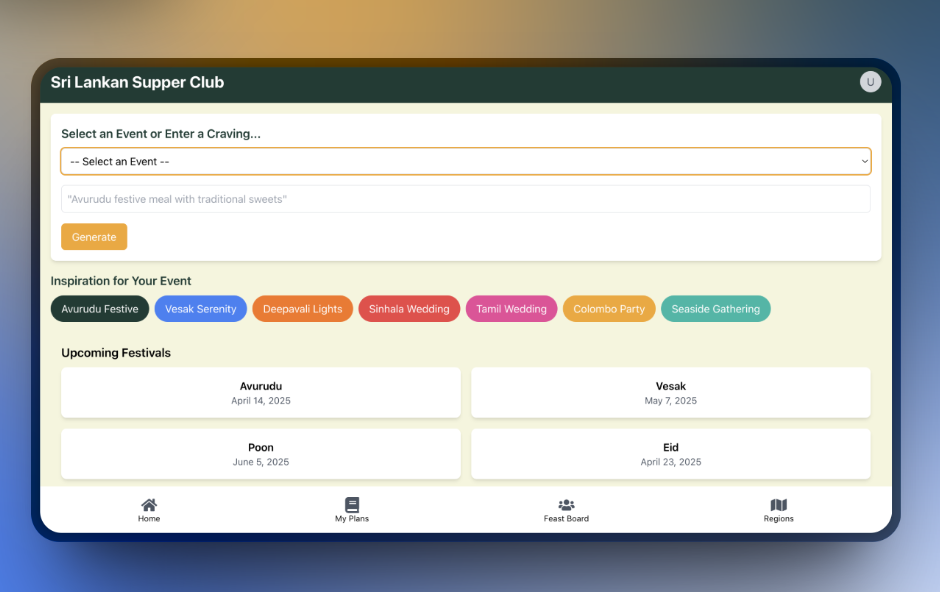 Sri Lankan Supper Club
U
Select an Event or Enter a Craving...
-- Select an Event --
"Avurudu festive meal with traditional sweets"
Generate
Inspiration for Your Event
Avurudu Festive Vesak Serenity Deepavali Lights Sinhala Wedding Tamil Wedding Colombo Party Seaside Gathering
Upcoming Festivals
Avurudu
April 14, 2025
Vesak
May 7, 2025
Poon
June 5, 2025
Eid
April 23, 2025
Home My Plans Feast Board Regions